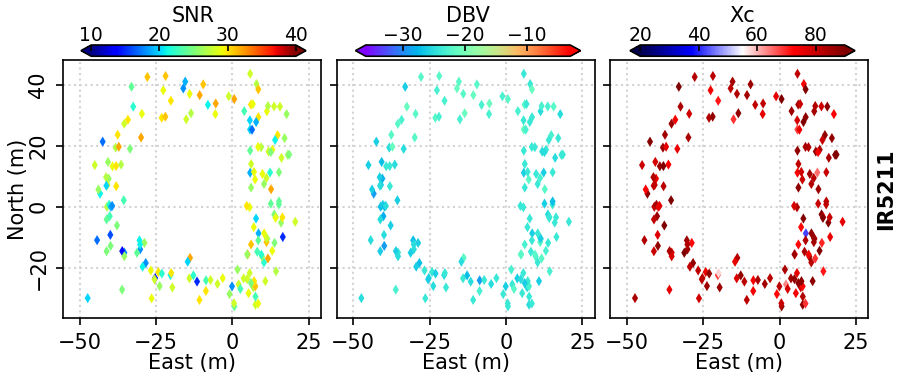 SNR DBV Xc
10 20 30 40 −30 −20 −10 20 40 60 80
40
20
0
−20
North (m)
IR5211
−50 −25 0 25 −50 −25 0 25 −50 −25 0 25
East (m) East (m) East (m)